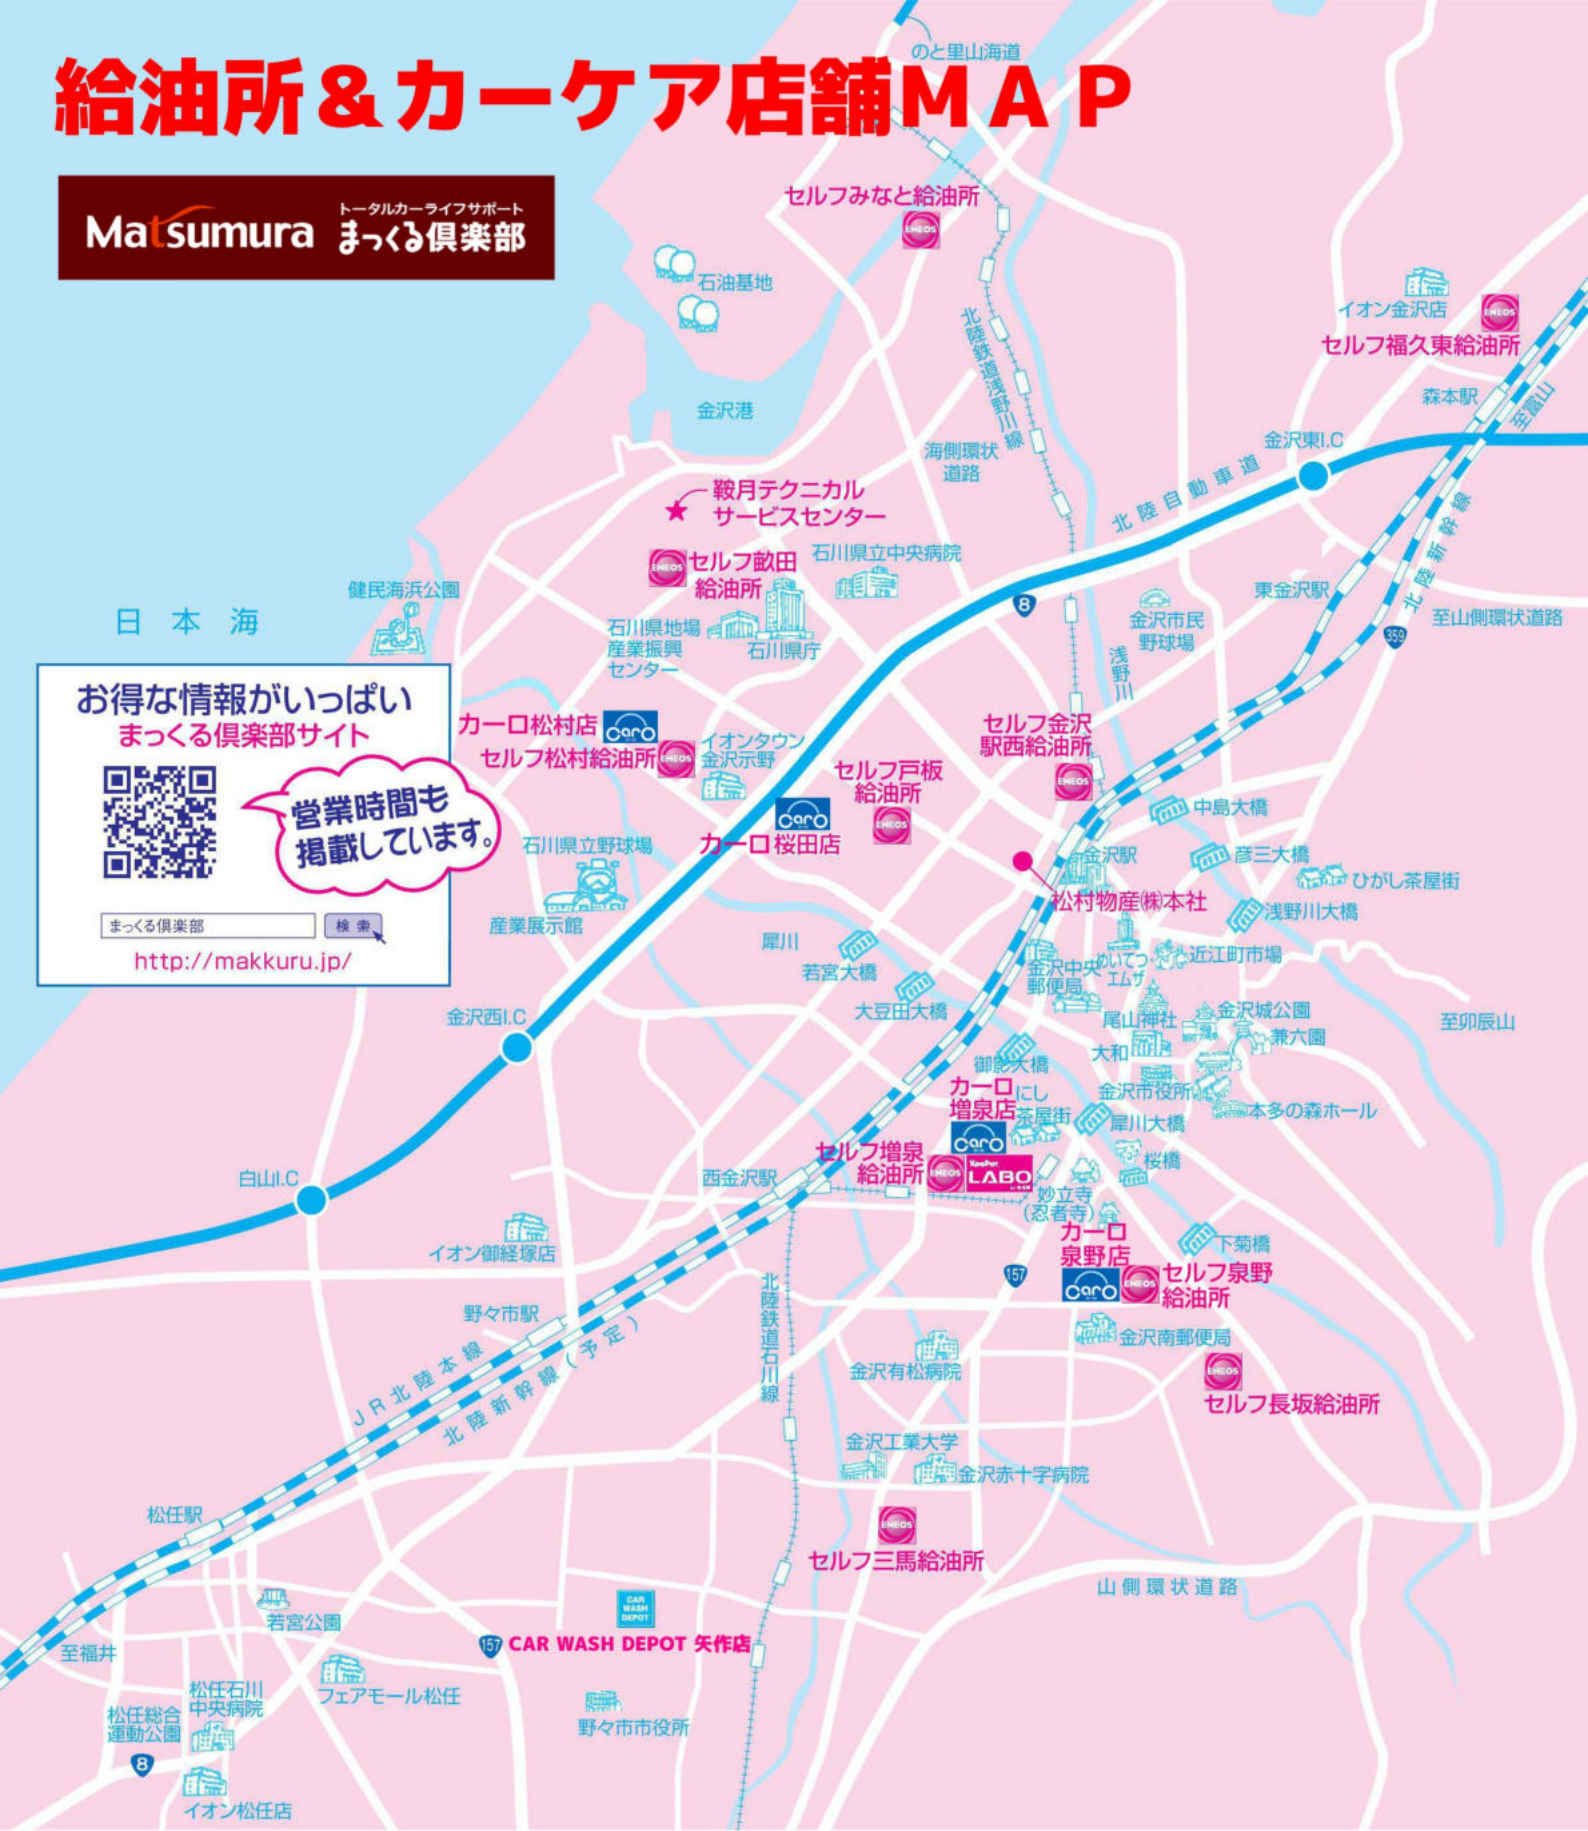 のと里山海道
給油所&カーケア店舗MAP
Matsumura
トータルカーライフサポート
まっくる倶楽部
セルフみなと給油所
ENEOS
石油基地
北陸鉄道浅野川線
イオン金沢店
ENEOS
セルフ福久東給油所
森本駅
至富山
金沢港
海側環状
道路
金沢東I.C
北陸自動車道
北陸新幹線
鞍月テクニカル
サービスセンター
ENEOS
セルフ畝田
給油所
石川県立中央病院
健民海浜公園
日本海
石川県地場
産業振興
センター
石川県庁
8
金沢市民
野球場
浅野川
東金沢駅
359
至山側環状道路
お得な情報がいっぱい
まっくる倶楽部サイト
営業時間も
掲載しています。
まっくる倶楽部
検索
http://makkuru.jp/
カーロ松村店
caro
セルフ松村給油所
ENEOS
イオンタウン
金沢示野
セルフ金沢
駅西給油所
ENEOS
セルフ戸板
給油所
ENEOS
caro
カーロ桜田店
中島大橋
石川県立野球場
産業展示館
金沢駅
彦三大橋
ひがし茶屋街
松村物産㈱本社
浅野川大橋
犀川
若宮大橋
大豆田大橋
金沢中央
郵便局
めいてつ
エムザ
近江町市場
金沢西I.C
尾山神社
金沢城公園
兼六園
至卯辰山
御影大橋
大和
金沢市役所
本多の森ホール
カーロ
増泉店
caro
にし
茶屋街
犀川大橋
桜橋
セルフ増泉
給油所
ENEOS
KeePer
LABO
白山I.C
西金沢駅
妙立寺
(忍者寺)
イオン御経塚店
カーロ
泉野店
caro
ENEOS
セルフ泉野
給油所
下菊橋
157
野々市駅
JR北陸本線
北陸新幹線(予定)
北陸鉄道石川線
金沢南郵便局
金沢有松病院
ENEOS
セルフ長坂給油所
金沢工業大学
金沢赤十字病院
松任駅
ENEOS
セルフ三馬給油所
山側環状道路
若宮公園
CAR
WASH
DEPOT
157
CAR WASH DEPOT 矢作店
至福井
フェアモール松任
松任石川
中央病院
松任総合
運動公園
野々市市役所
8
イオン松任店